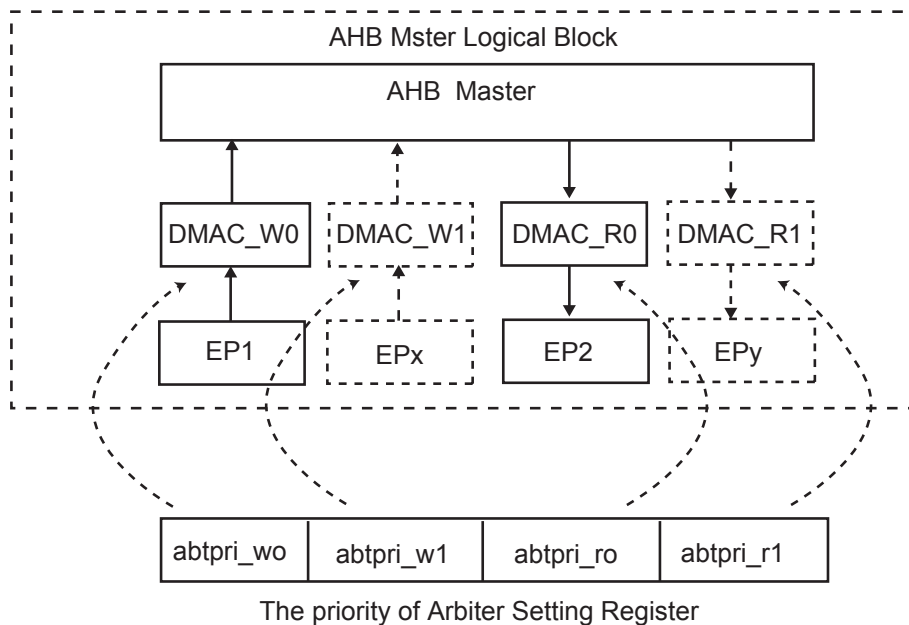 AHB Mster Logical Block
AHB Master
DMAC_W0 DMAC_W1 DMAC_R0 DMAC_R1
EP1 EPx EP2 EPy
abtpri_wo abtpri_w1 abtpri_ro abtpri_r1
The priority of Arbiter Setting Register